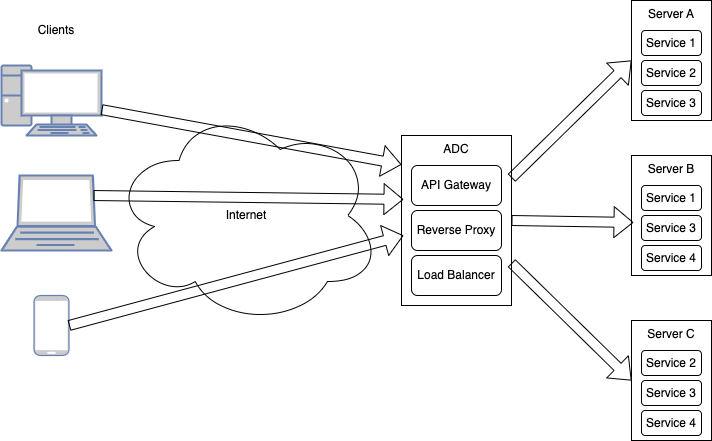 Clients
Internet
ADC
API Gateway
Reverse Proxy
Load Balancer
Server A
Service 1
Service 2
Service 3
Server B
Service 1
Service 3
Service 4
Server C
Service 2
Service 3
Service 4